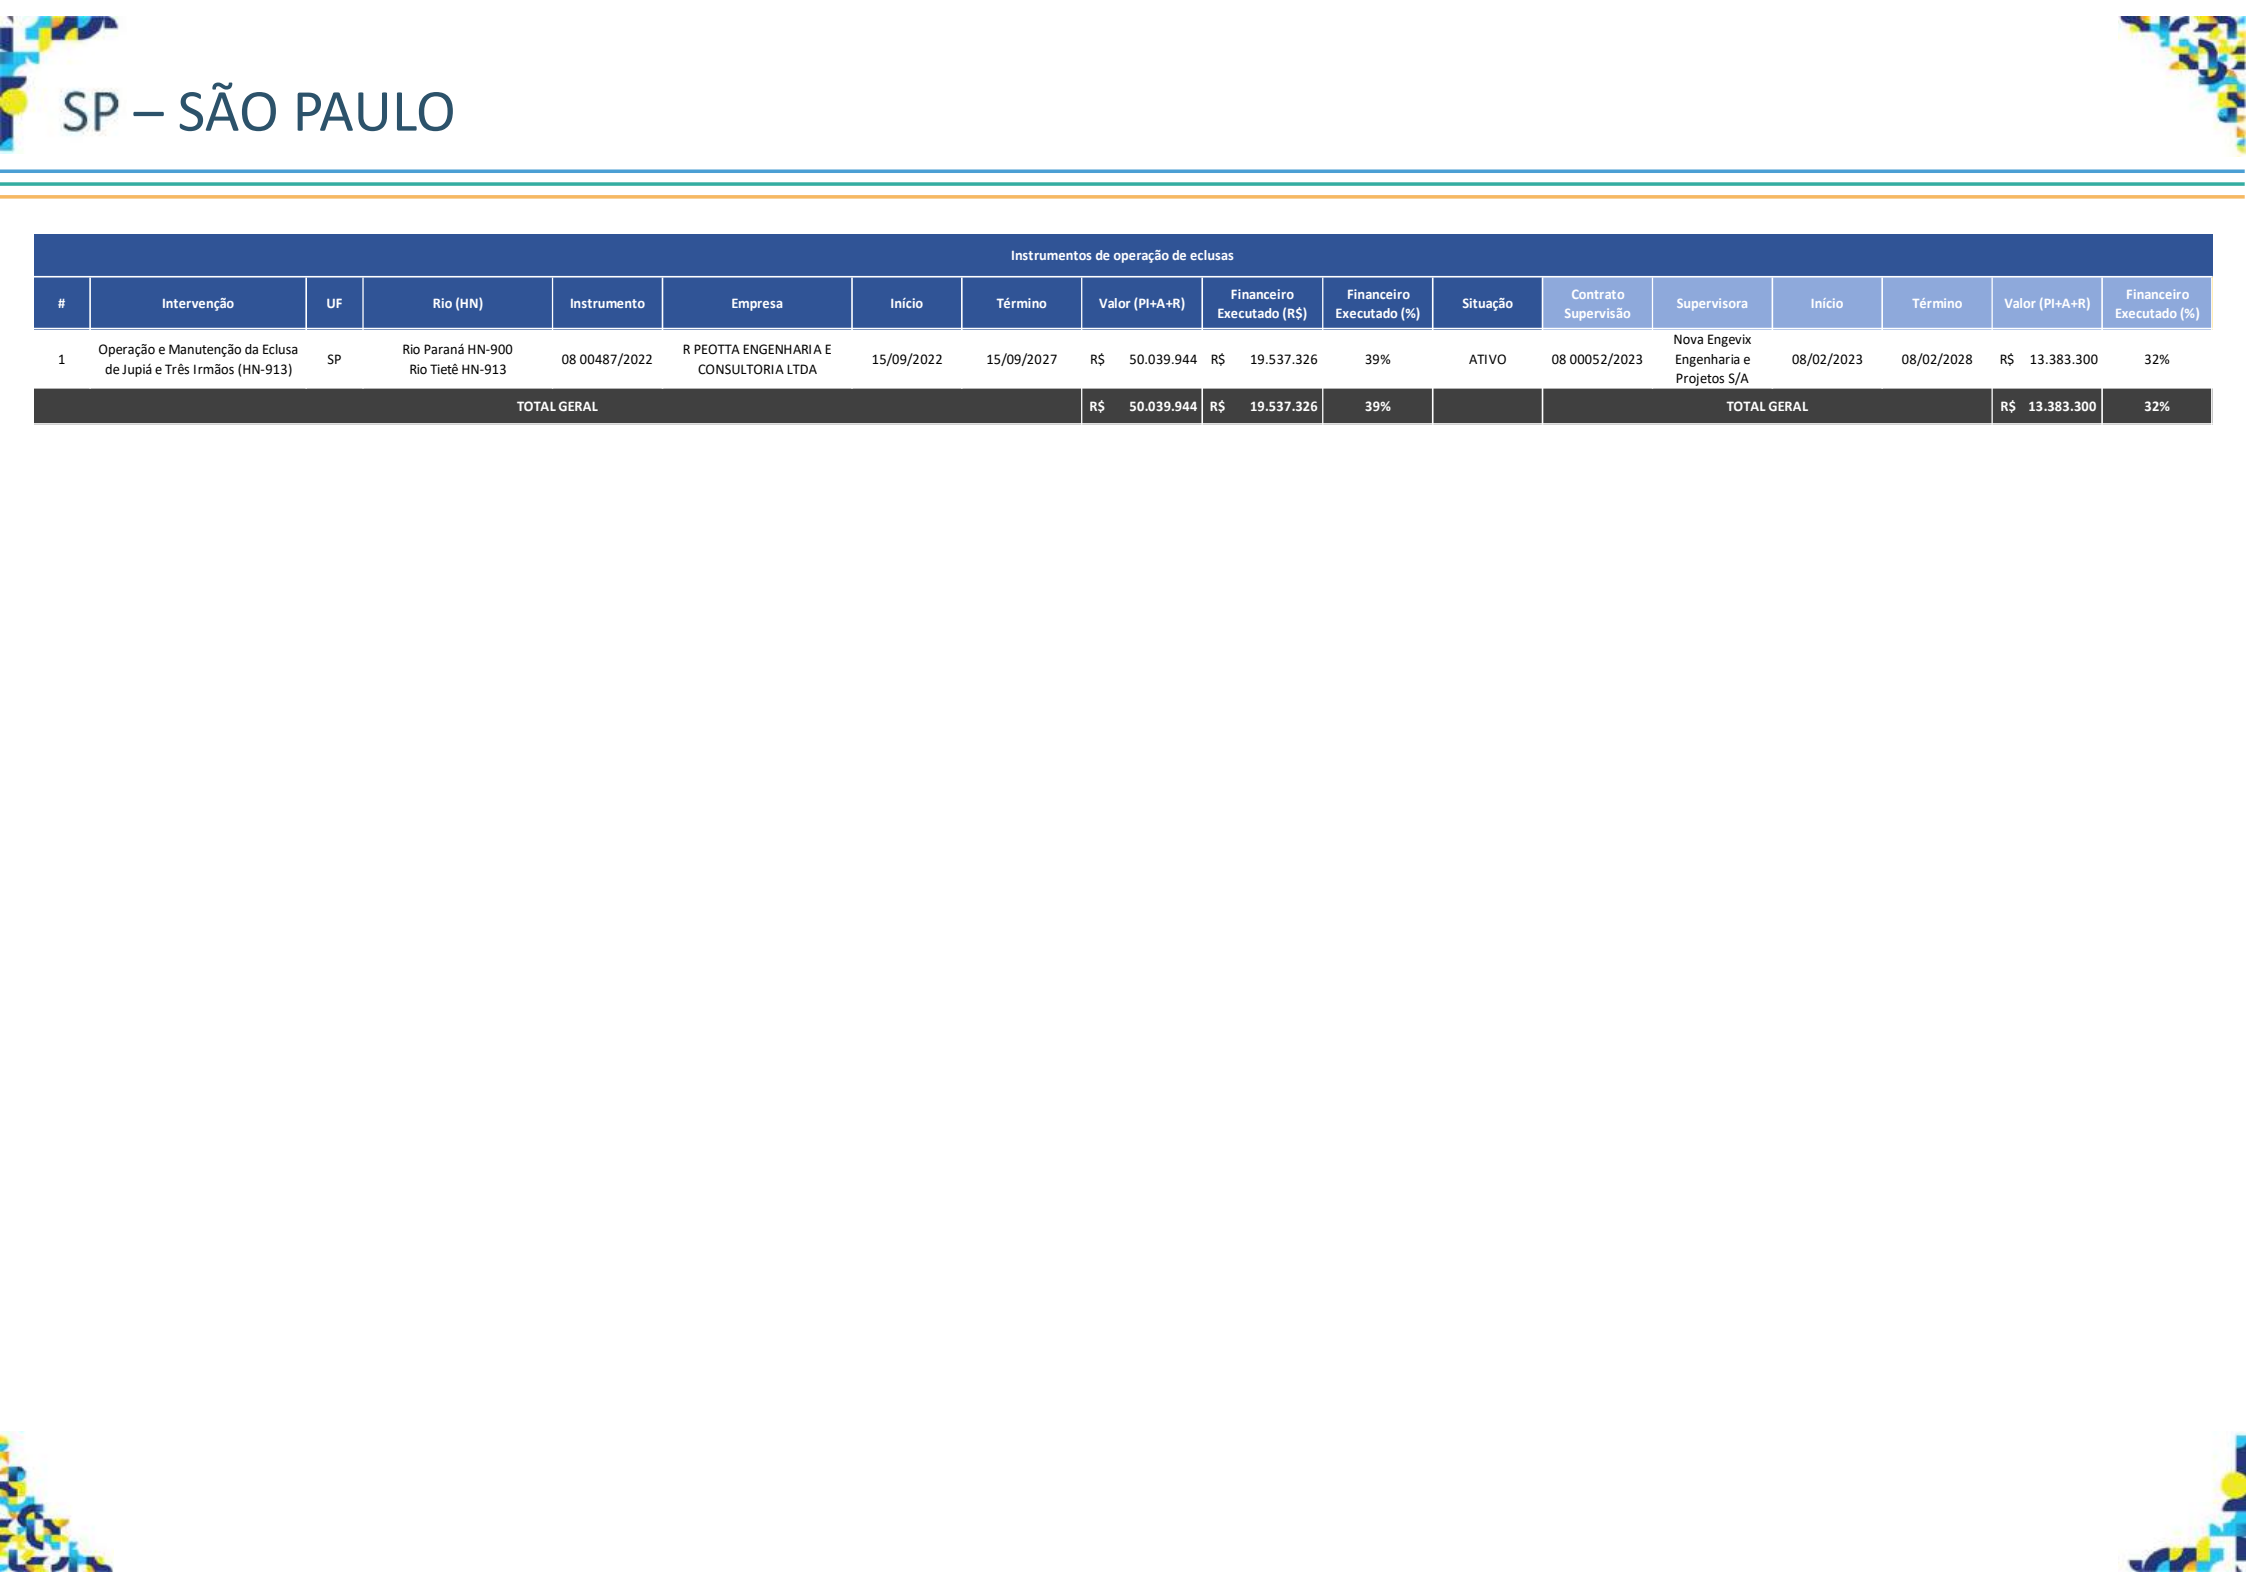 SP – SÃO PAULO
Instrumentos de operação de eclusas
# Intervenção UF Rio (HN) Instrumento Empresa Início Término Valor (PI+A+R) Financeiro Executado (R$) Financeiro Executado (%) Situação Contrato Supervisão Supervisora Início Término Valor (PI+A+R) Financeiro Executado (%)
1 Operação e Manutenção da Eclusa de Jupiá e Três Irmãos (HN-913) SP Rio Paraná HN-900 Rio Tietê HN-913 08 00487/2022 R PEOTTA ENGENHARIA E CONSULTORIA LTDA 15/09/2022 15/09/2027 R$ 50.039.944 R$ 19.537.326 39% ATIVO 08 00052/2023 Nova Engevix Engenharia e Projetos S/A 08/02/2023 08/02/2028 R$ 13.383.300 32%
TOTAL GERAL R$ 50.039.944 R$ 19.537.326 39% TOTAL GERAL R$ 13.383.300 32%